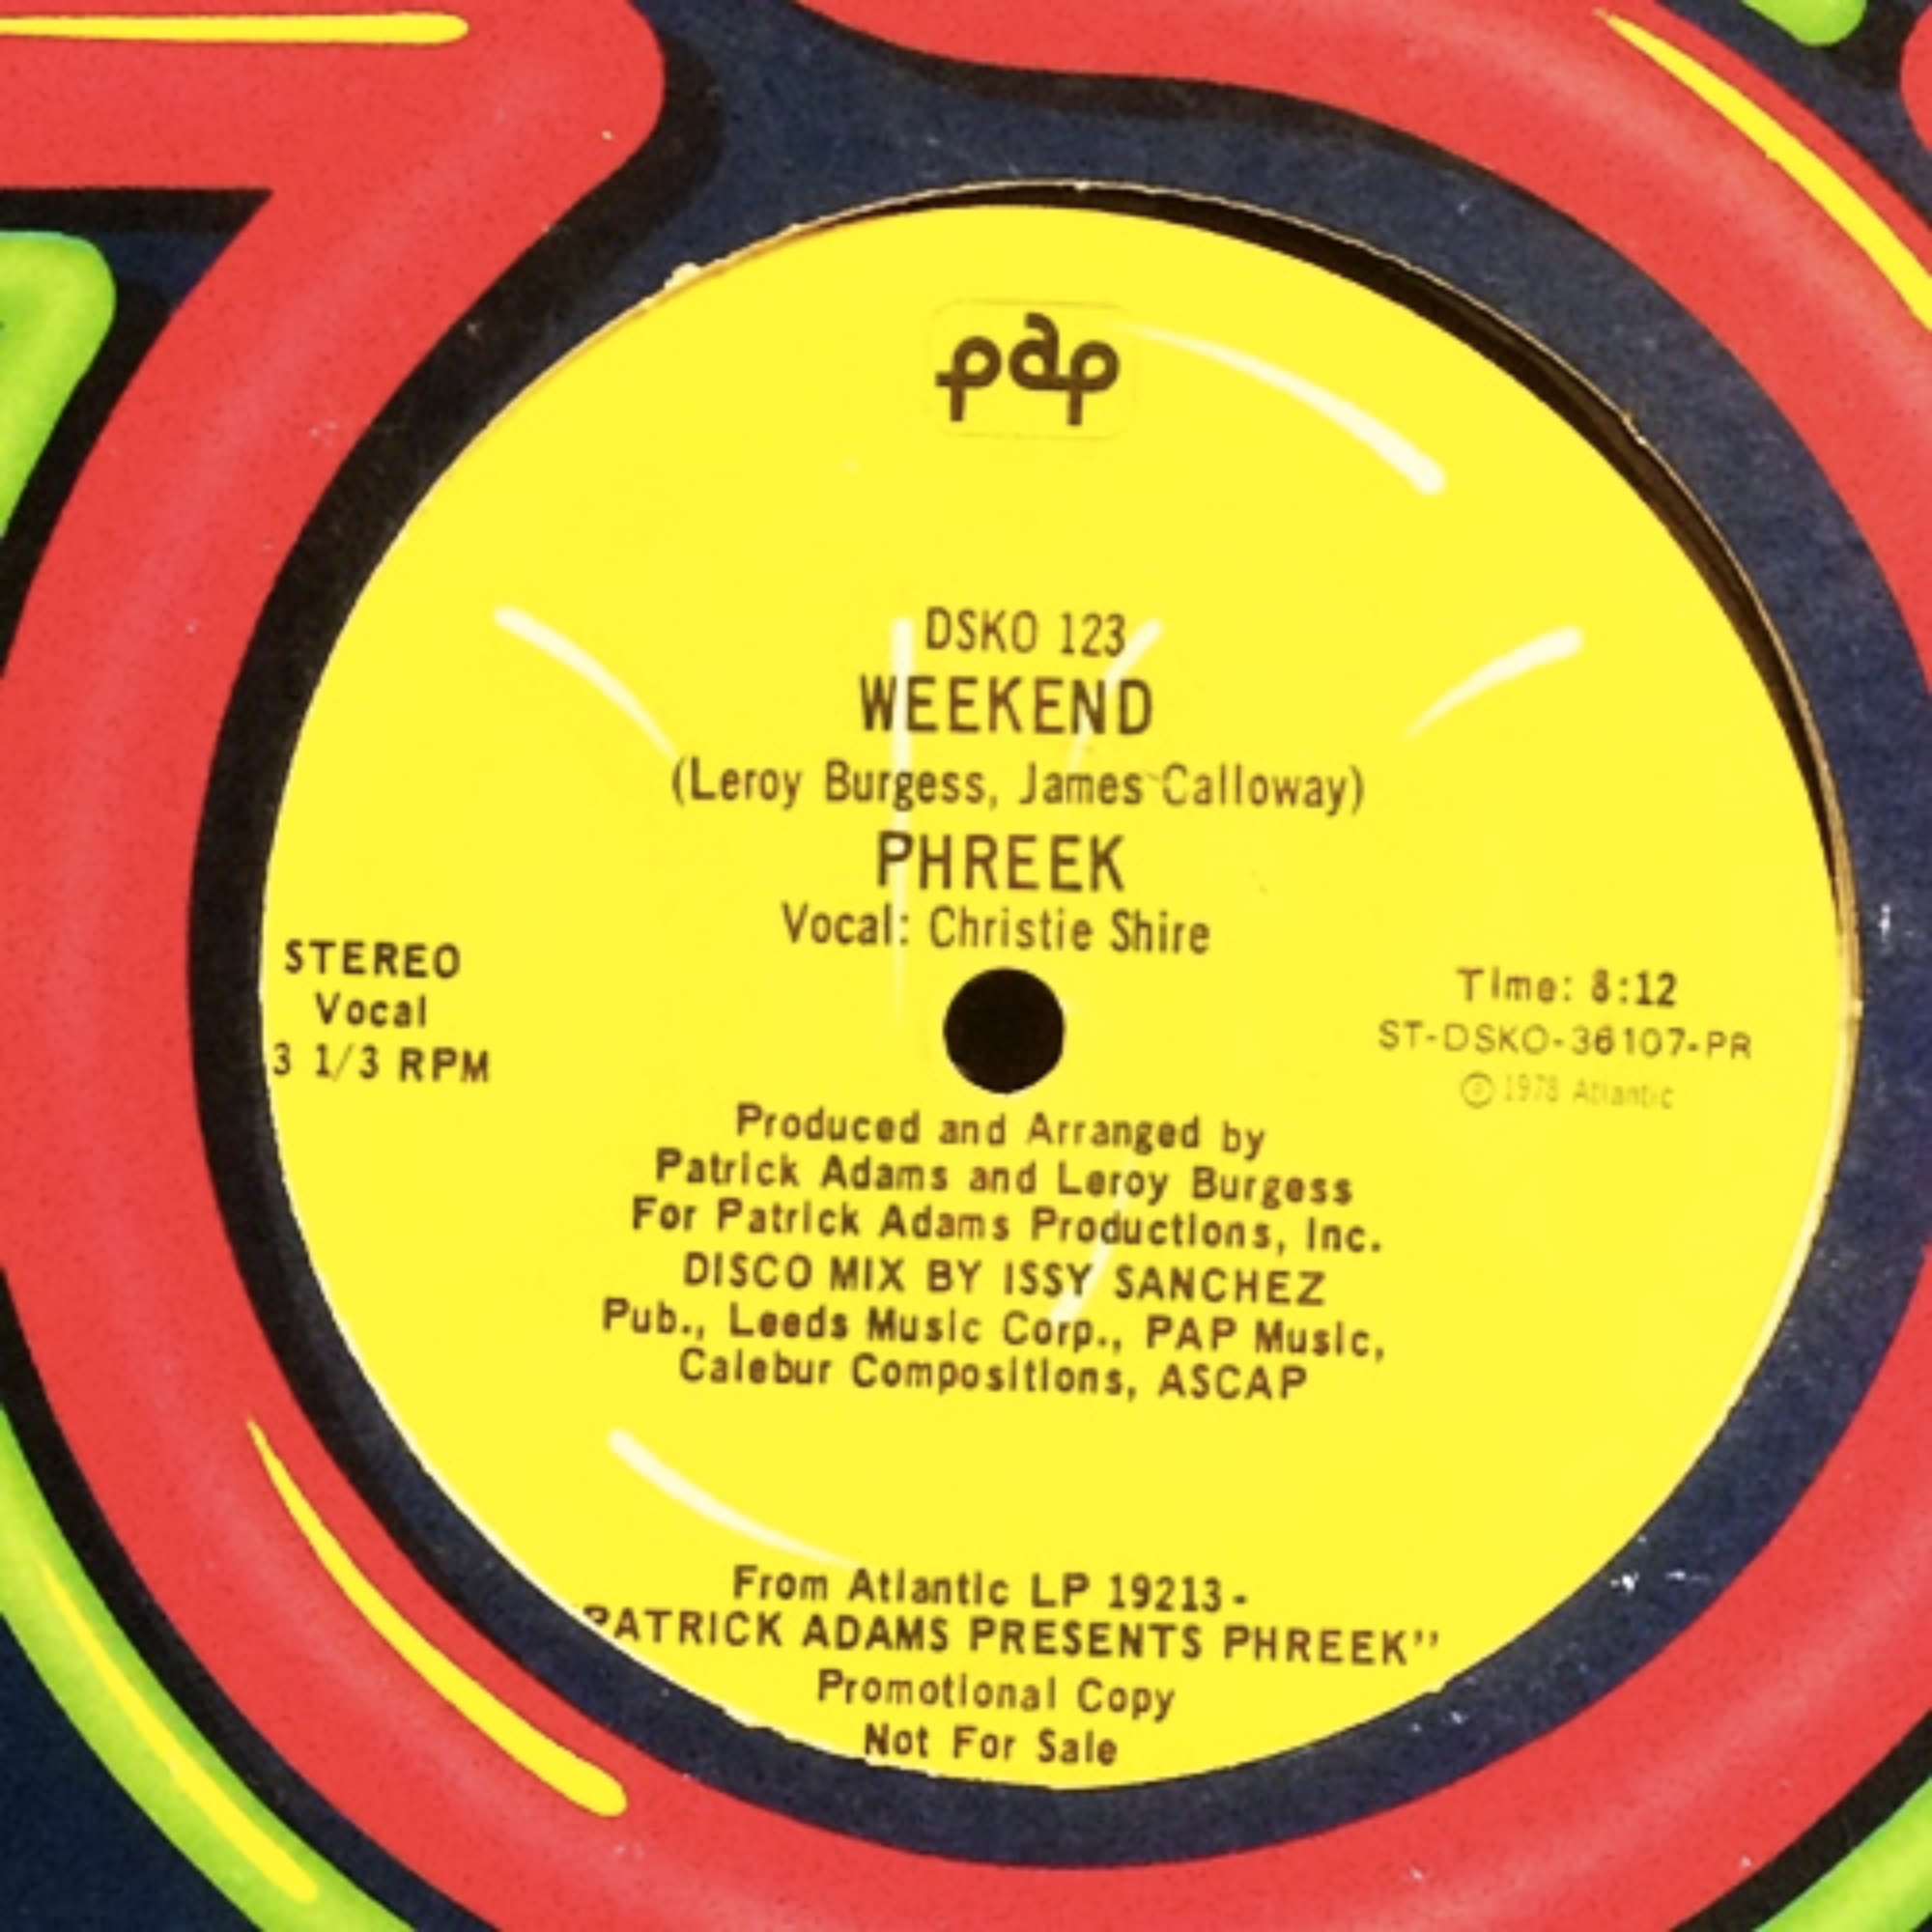 pap
DSKO 123
WEEKEND
(Leroy Burgess, James Calloway)
PHREEK
Vocal: Christie Shire
STEREO
Vocal
3 1/3 RPM
Time: 8:12
ST-DSKO-36107-PR
Ⓟ 1978 Atlantic
Produced and Arranged by
Patrick Adams and Leroy Burgess
For Patrick Adams Productions, Inc.
DISCO MIX BY ISSY SANCHEZ
Pub., Leeds Music Corp., PAP Music,
Calebur Compositions, ASCAP
From Atlantic LP 19213-
"PATRICK ADAMS PRESENTS PHREEK"
Promotional Copy
Not For Sale